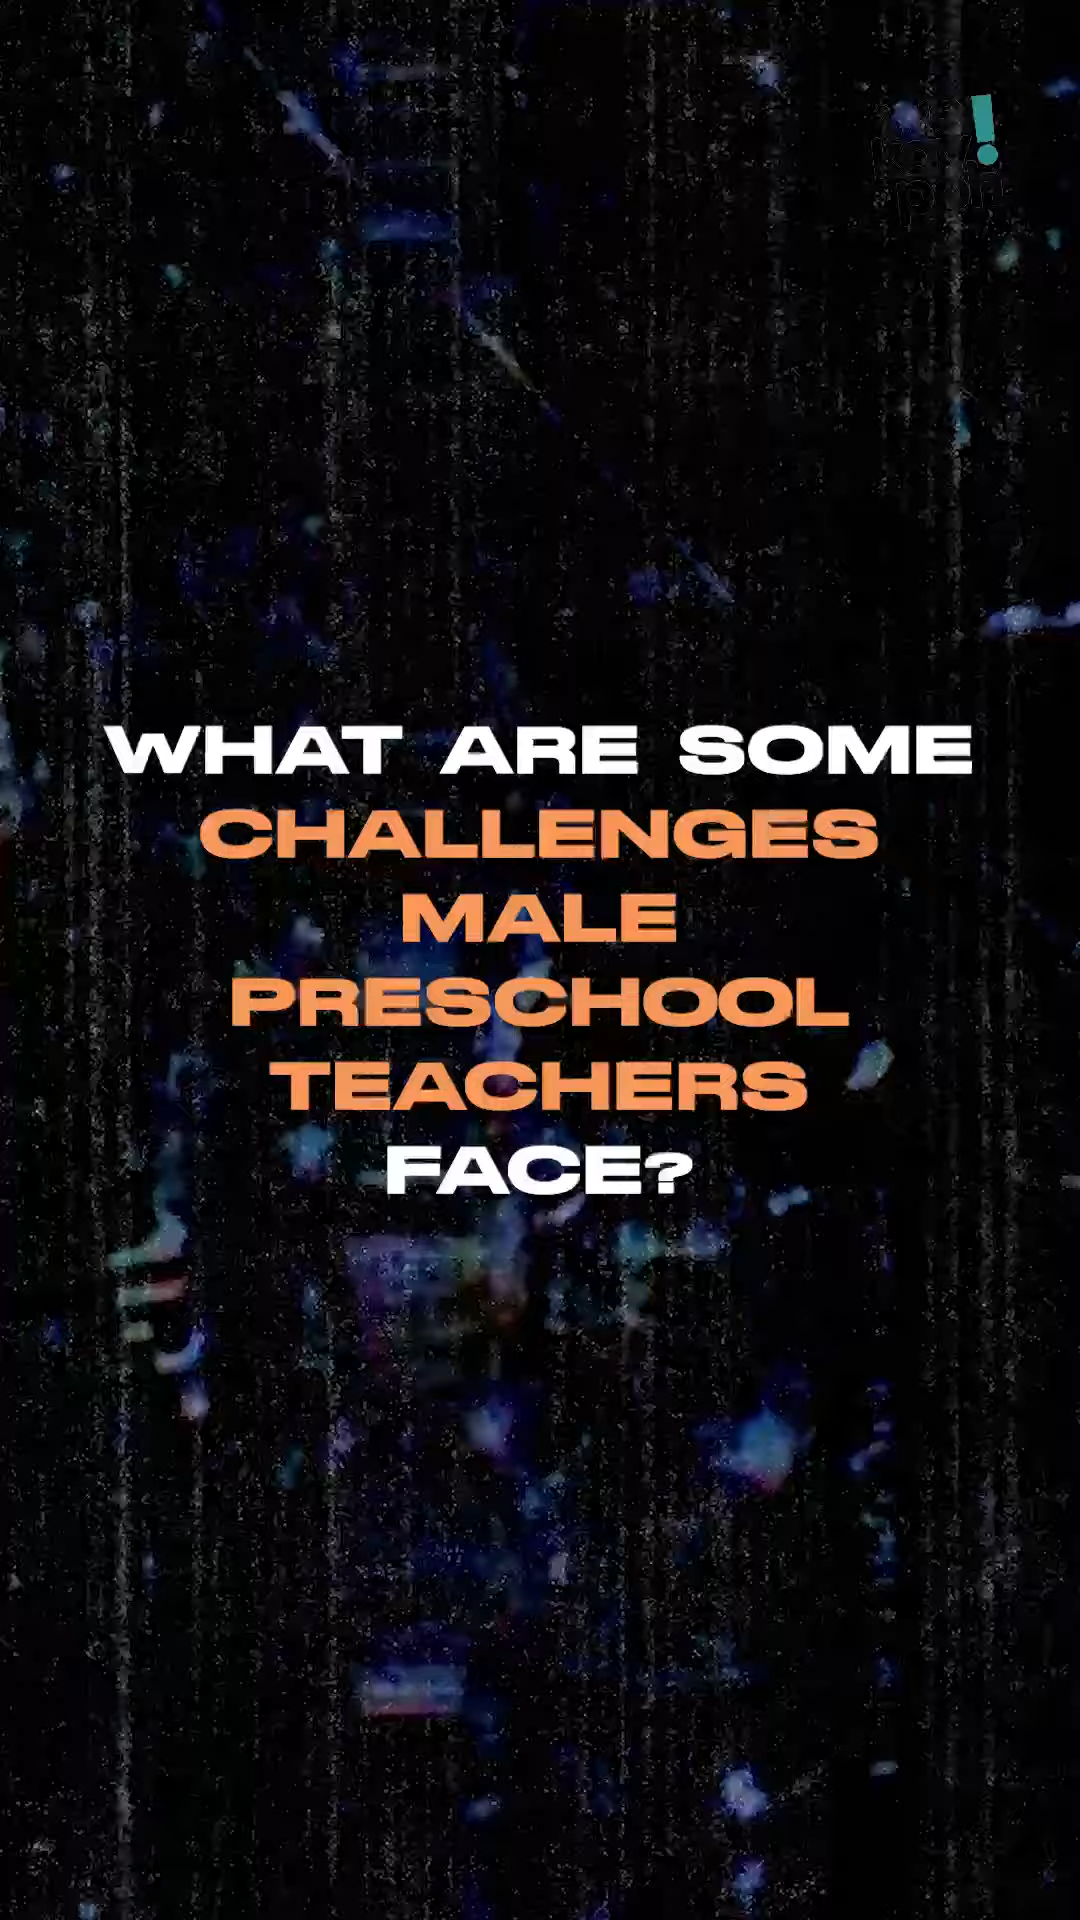 WHAT ARE SOME
CHALLENGES
MALE
PRESCHOOL
TEACHERS
FACE?